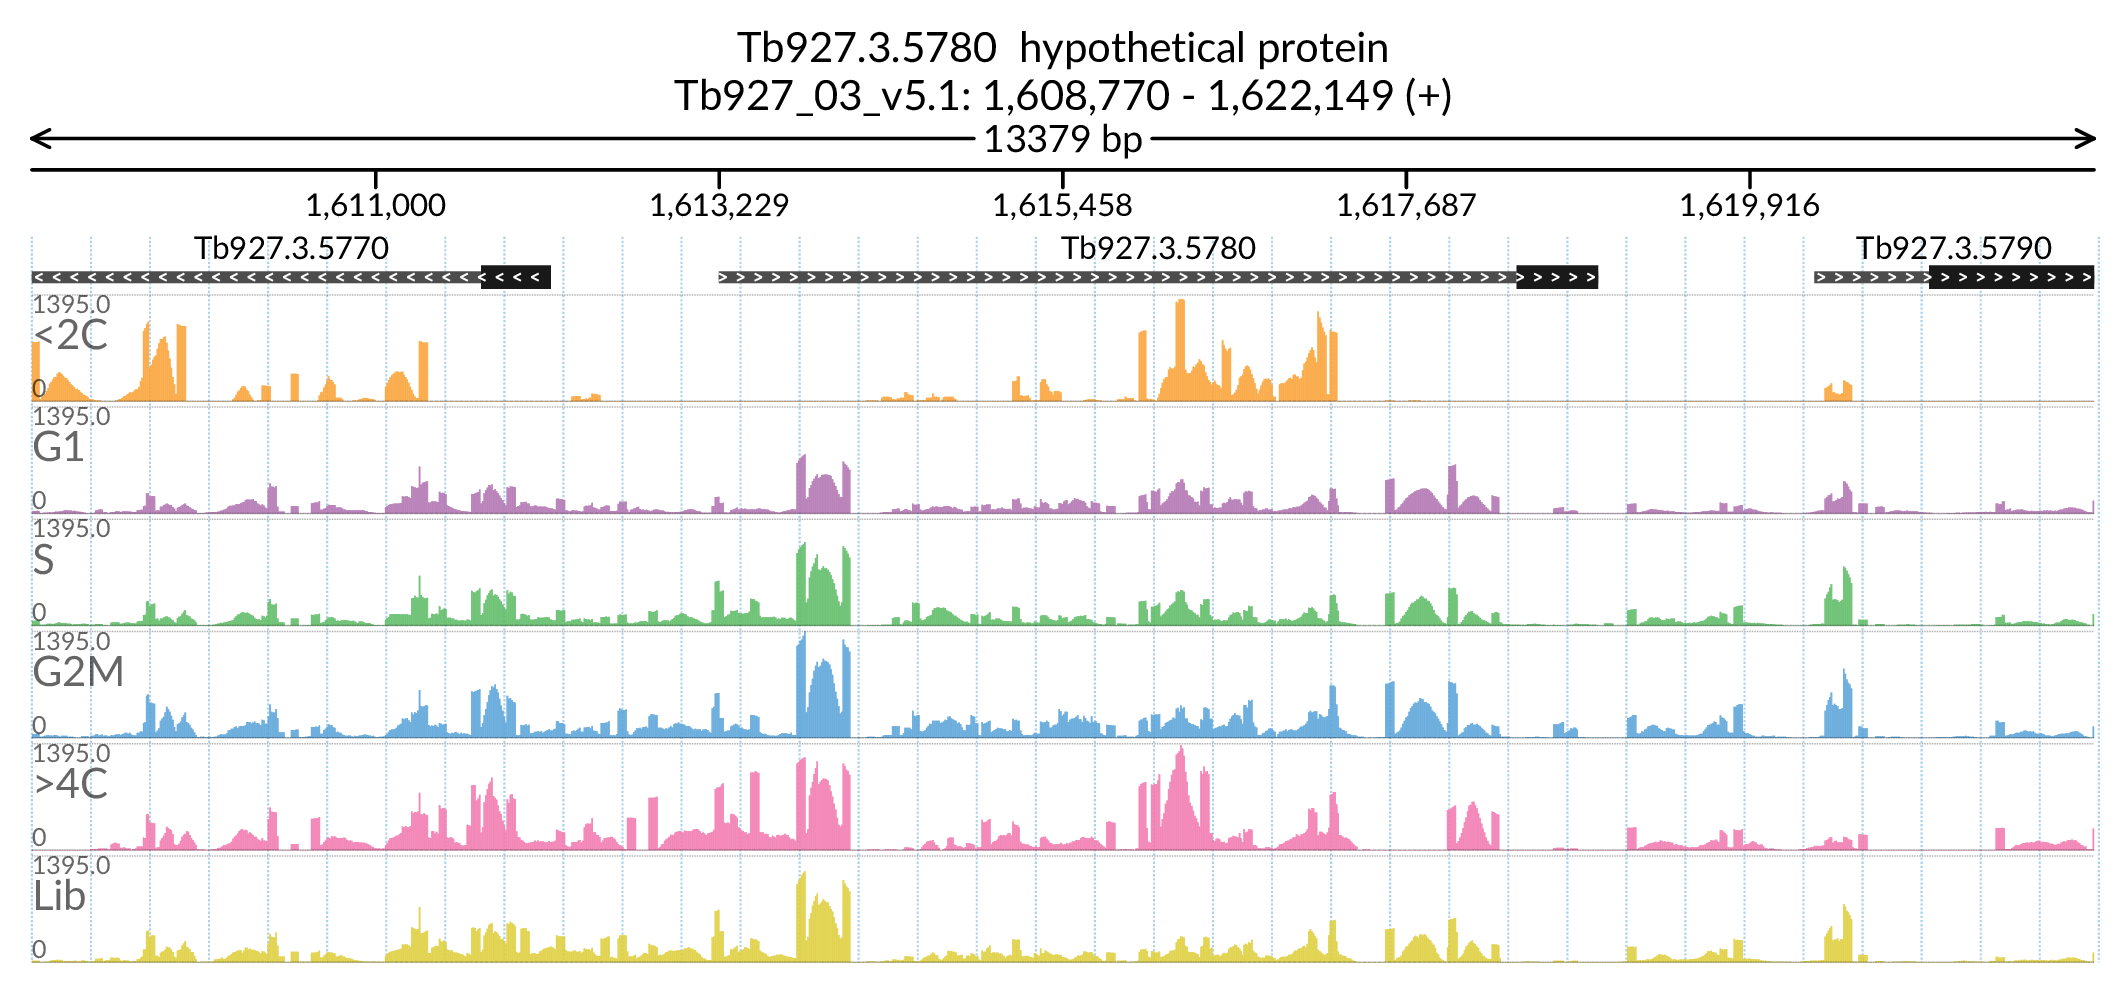 Tb927.3.5780  hypothetical protein
Tb927_03_v5.1: 1,608,770 - 1,622,149 (+)
13379 bp
1,611,000 1,613,229 1,615,458 1,617,687 1,619,916
Tb927.3.5770 Tb927.3.5780 Tb927.3.5790
1395.0
<2C
0
1395.0
G1
0
1395.0
S
0
1395.0
G2M
0
1395.0
>4C
0
1395.0
Lib
0